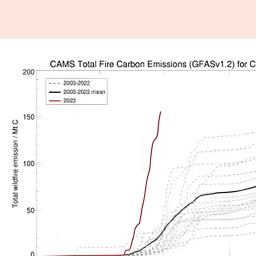 CAMS Total Fire Carbon Emissions (GFASv1.2) for C
200
2003-2022
2003-2022 mean
2023
150
Total wildfire emission / Mt C
100
50
0